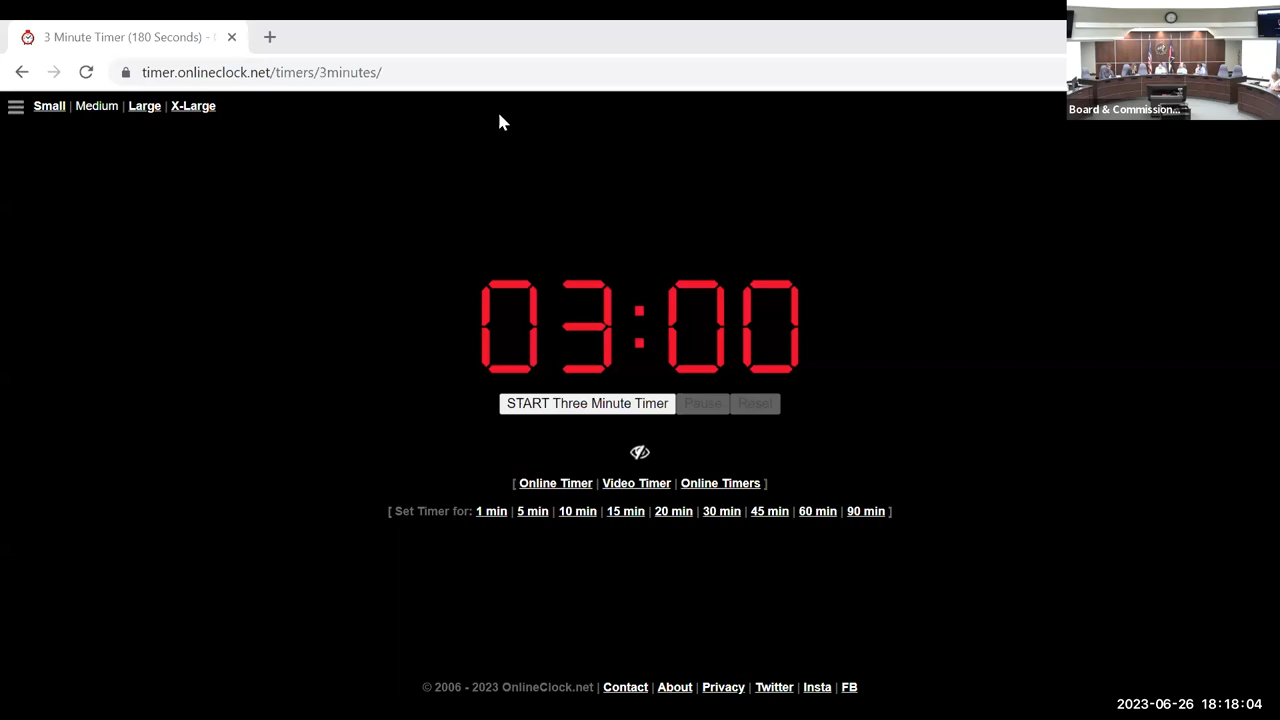 3 Minute Timer (180 Seconds) -
timer.onlineclock.net/timers/3minutes/
Small | Medium | Large | X-Large
Board & Commission...
03:00
START Three Minute Timer Pause Reset
[ Online Timer | Video Timer | Online Timers ]
[ Set Timer for: 1 min | 5 min | 10 min | 15 min | 20 min | 30 min | 45 min | 60 min | 90 min ]
© 2006 - 2023 OnlineClock.net | Contact | About | Privacy | Twitter | Insta | FB
2023-06-26 18:18:04